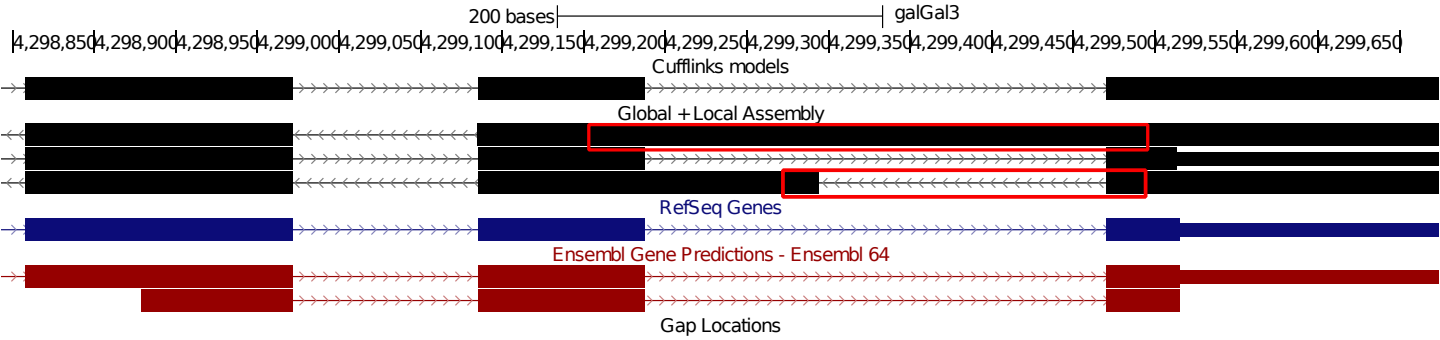 200 bases galGal3
4,298,850 4,298,900 4,298,950 4,299,000 4,299,050 4,299,100 4,299,150 4,299,200 4,299,250 4,299,300 4,299,350 4,299,400 4,299,450 4,299,500 4,299,550 4,299,600 4,299,650
Cufflinks models
Global + Local Assembly
RefSeq Genes
Ensembl Gene Predictions - Ensembl 64
Gap Locations